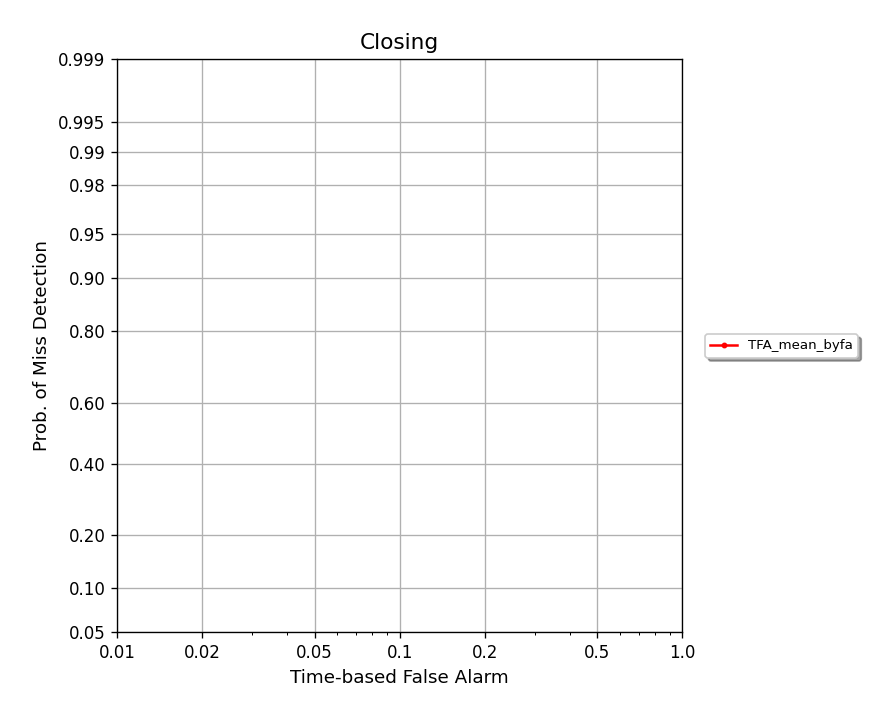 Closing
0.999
0.995
0.99
0.98
0.95
0.90
0.80
0.60
0.40
0.20
0.10
0.05
Prob. of Miss Detection
0.01 0.02 0.05 0.1 0.2 0.5 1.0
Time-based False Alarm
TFA_mean_byfa